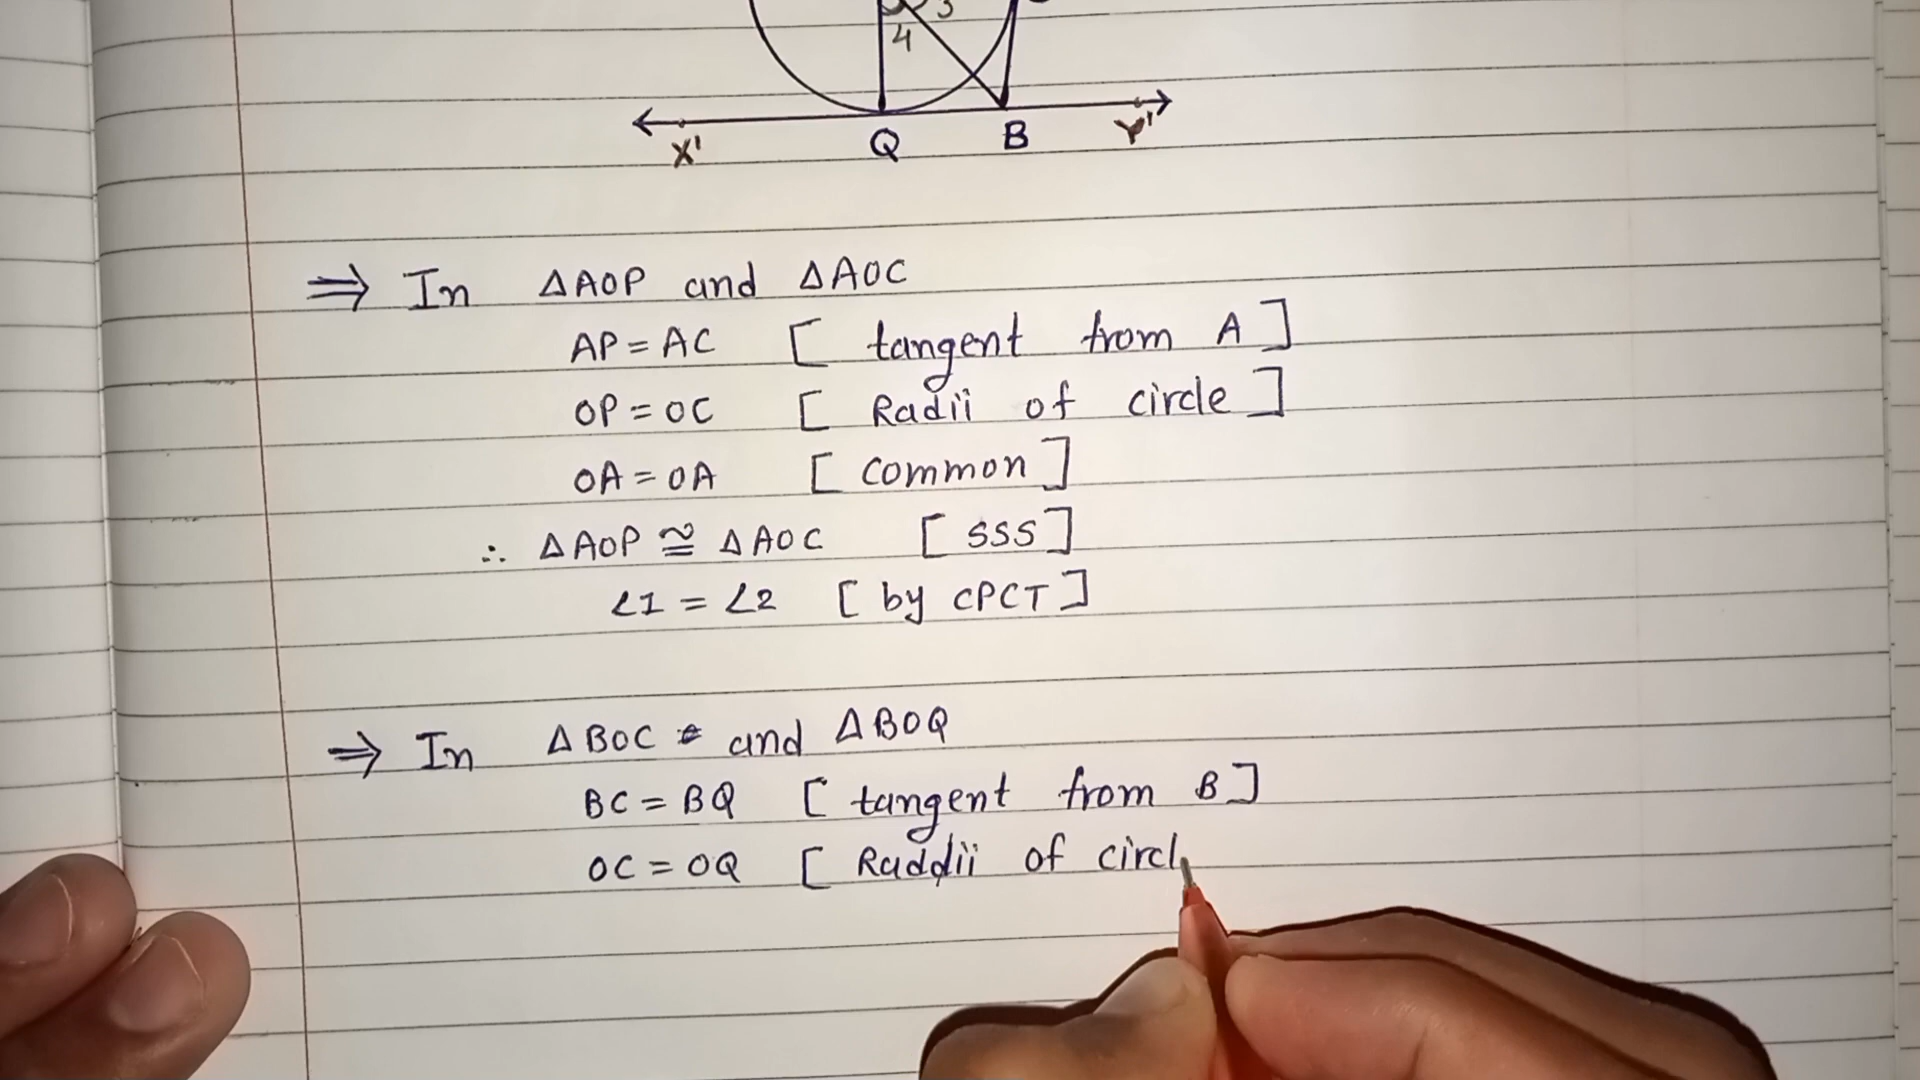 3
4
X' Q B Y'
⇒ In ΔAOP and ΔAOC
AP = AC [ tangent from A ]
OP = OC [ Radii of circle ]
OA = OA [ common ]
∴ ΔAOP ≅ ΔAOC [ SSS ]
∠1 = ∠2 [ by CPCT ]
⇒ In ΔBOC and ΔBOQ
BC = BQ [ tangent from B ]
OC = OQ [ Raddii of circl